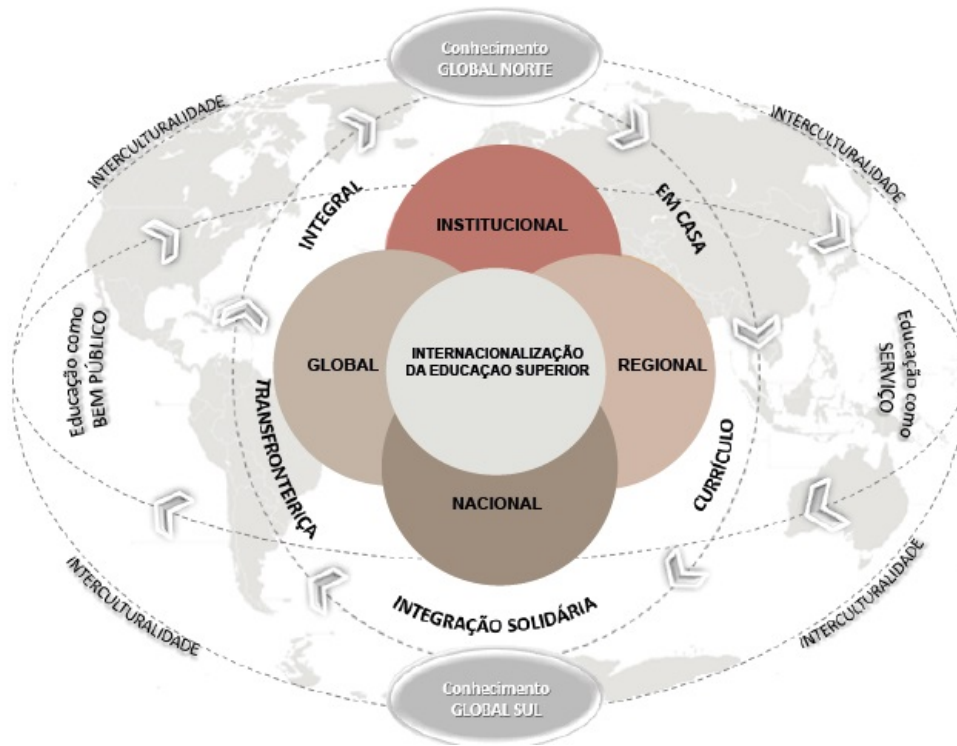 Conhecimento
GLOBAL NORTE
INTERCULTURALIDADE
INTERCULTURALIDADE
INTEGRAL
EM CASA
INSTITUCIONAL
Educação como
BEM PÚBLICO
GLOBAL
INTERNACIONALIZAÇÃO
DA EDUCAÇAO SUPERIOR
REGIONAL
Educação como
SERVIÇO
TRANSFRONTEIRIÇA
CURRÍCULO
NACIONAL
INTEGRAÇÃO SOLIDÁRIA
INTERCULTURALIDADE
INTERCULTURALIDADE
Conhecimento
GLOBAL SUL